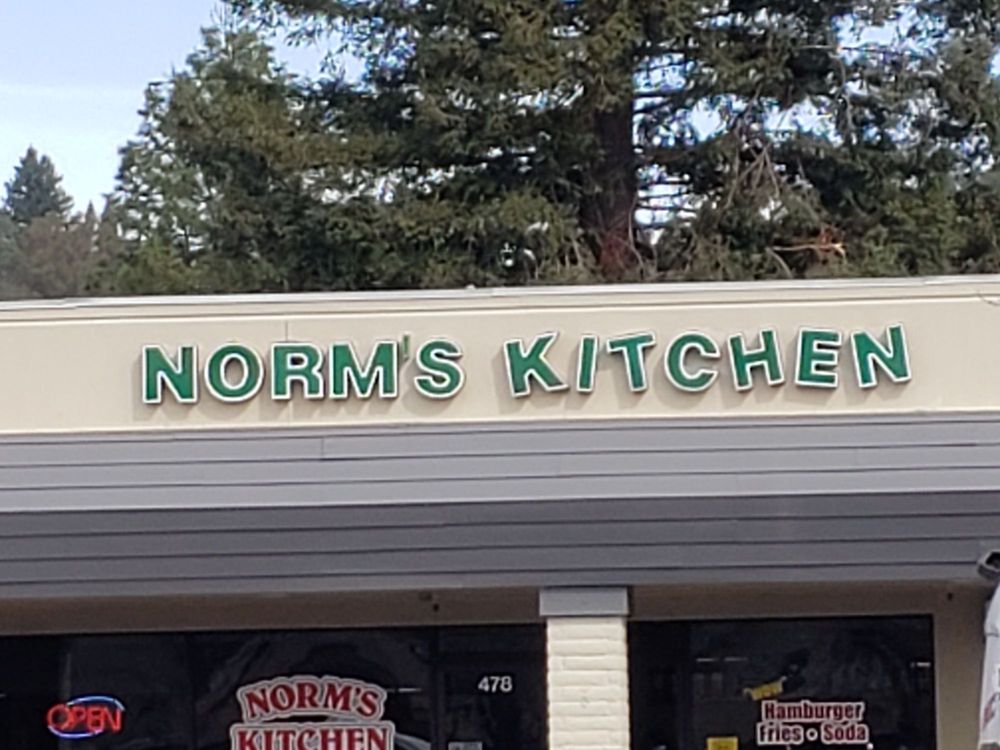 NORM'S KITCHEN
OPEN
NORM'S
KITCHEN
478
Hamburger
Fries • Soda